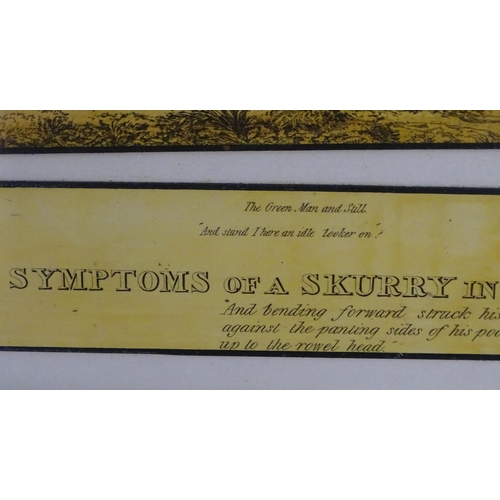 The Green Man and Still.
"And stand I here an idle looker on"?
SYMPTOMS OF A SKURRY IN
"And bending forward struck his
against the panting sides of his poo
up to the rowel head."